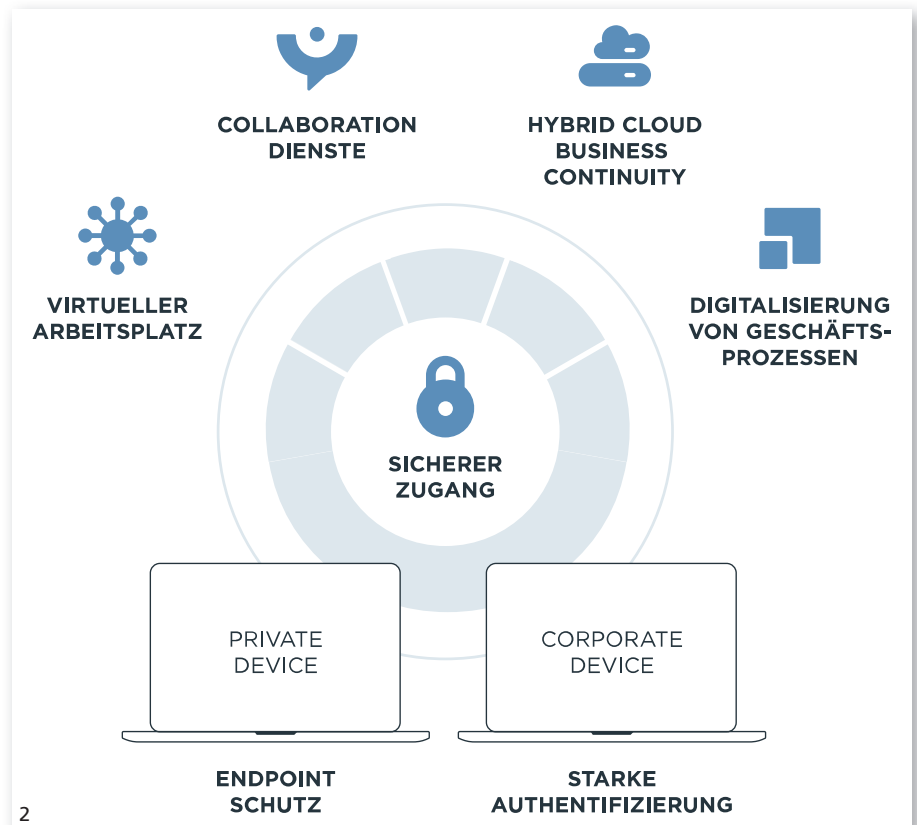 COLLABORATION
DIENSTE
HYBRID CLOUD
BUSINESS
CONTINUITY
VIRTUELLER
ARBEITSPLATZ
DIGITALISIERUNG
VON GESCHÄFTS-
PROZESSEN
SICHERER
ZUGANG
PRIVATE
DEVICE
CORPORATE
DEVICE
ENDPOINT
SCHUTZ
STARKE
AUTHENTIFIZIERUNG
2